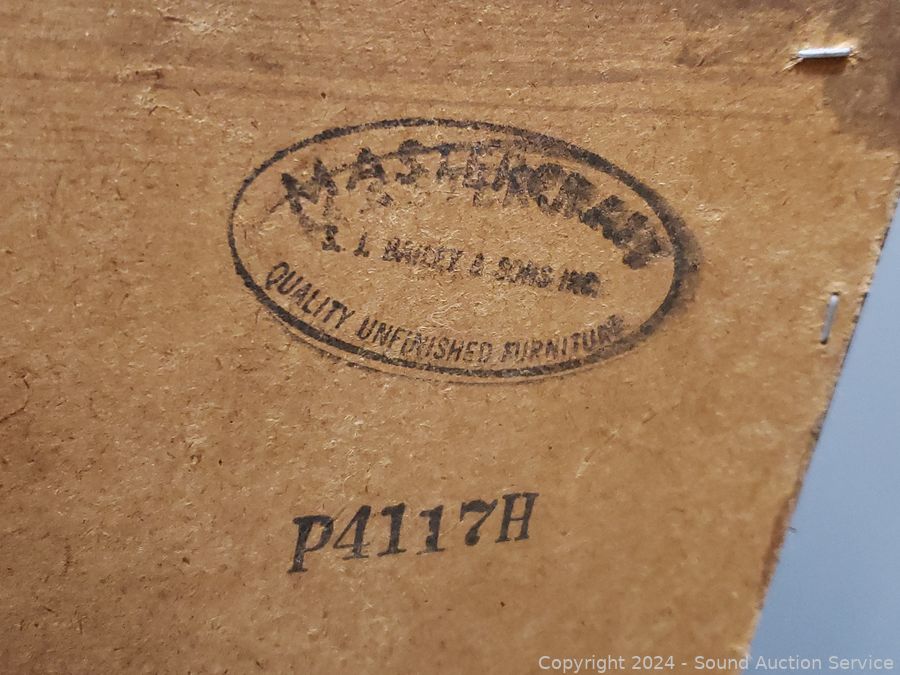 MASTERCRAFT
S. J. BAILEY & SONS INC.
QUALITY UNFINISHED FURNITURE
P4117H
Copyright 2024 - Sound Auction Service